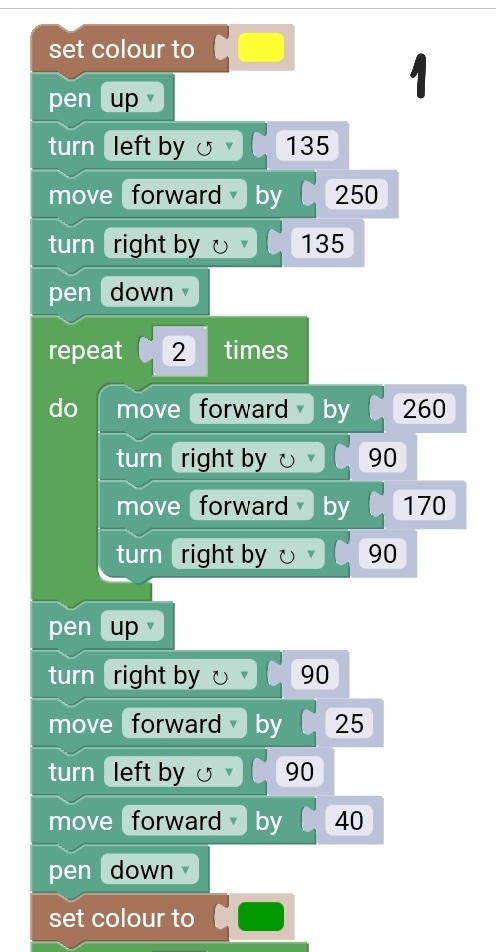 set colour to
1
pen up
turn left by ↺ 135
move forward by 250
turn right by ↻ 135
pen down
repeat 2 times
do move forward by 260
turn right by ↻ 90
move forward by 170
turn right by ↻ 90
pen up
turn right by ↻ 90
move forward by 25
turn left by ↺ 90
move forward by 40
pen down
set colour to